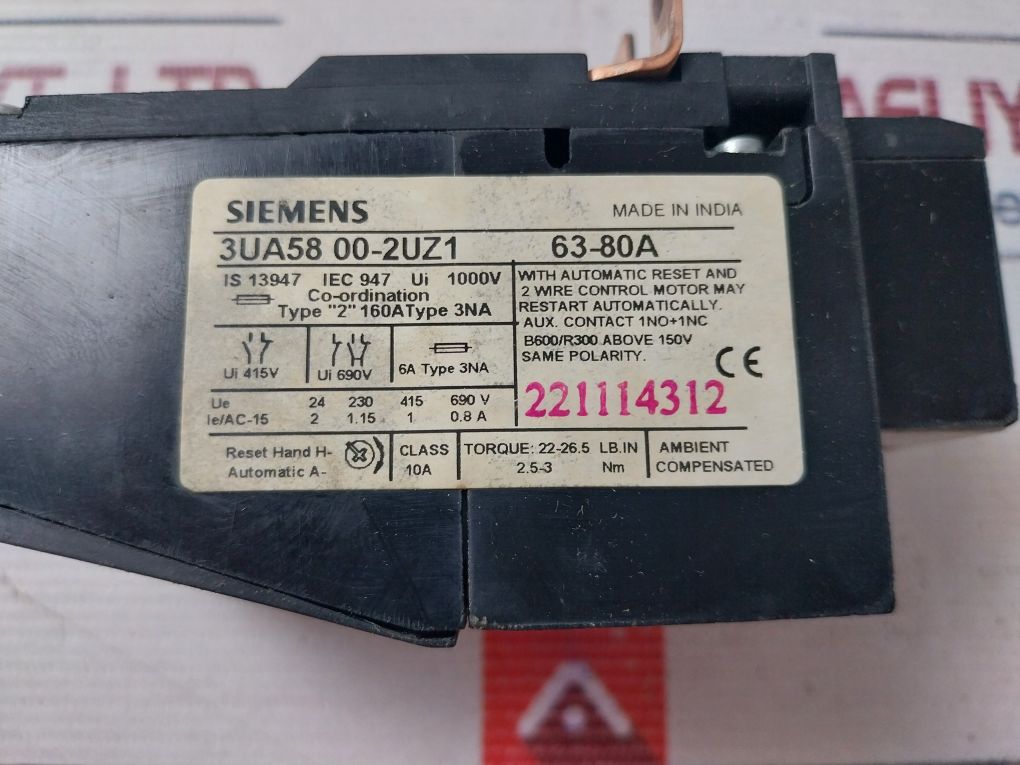 SIEMENS MADE IN INDIA
3UA58 00-2UZ1 63-80A
IS 13947 IEC 947 Ui 1000V
Co-ordination
Type "2" 160A Type 3NA
WITH AUTOMATIC RESET AND
2 WIRE CONTROL MOTOR MAY
RESTART AUTOMATICALLY.
AUX. CONTACT 1NO+1NC
B600/R300 ABOVE 150V
SAME POLARITY.
CE
Ui 415V
Ui 690V
6A Type 3NA
221114312
Ue 24 230 415 690 V
Ie/AC-15 2 1.15 1 0.8 A
Reset Hand H-
Automatic A-
CLASS
10A
TORQUE: 22-26.5 LB.IN
2.5-3 Nm
AMBIENT
COMPENSATED